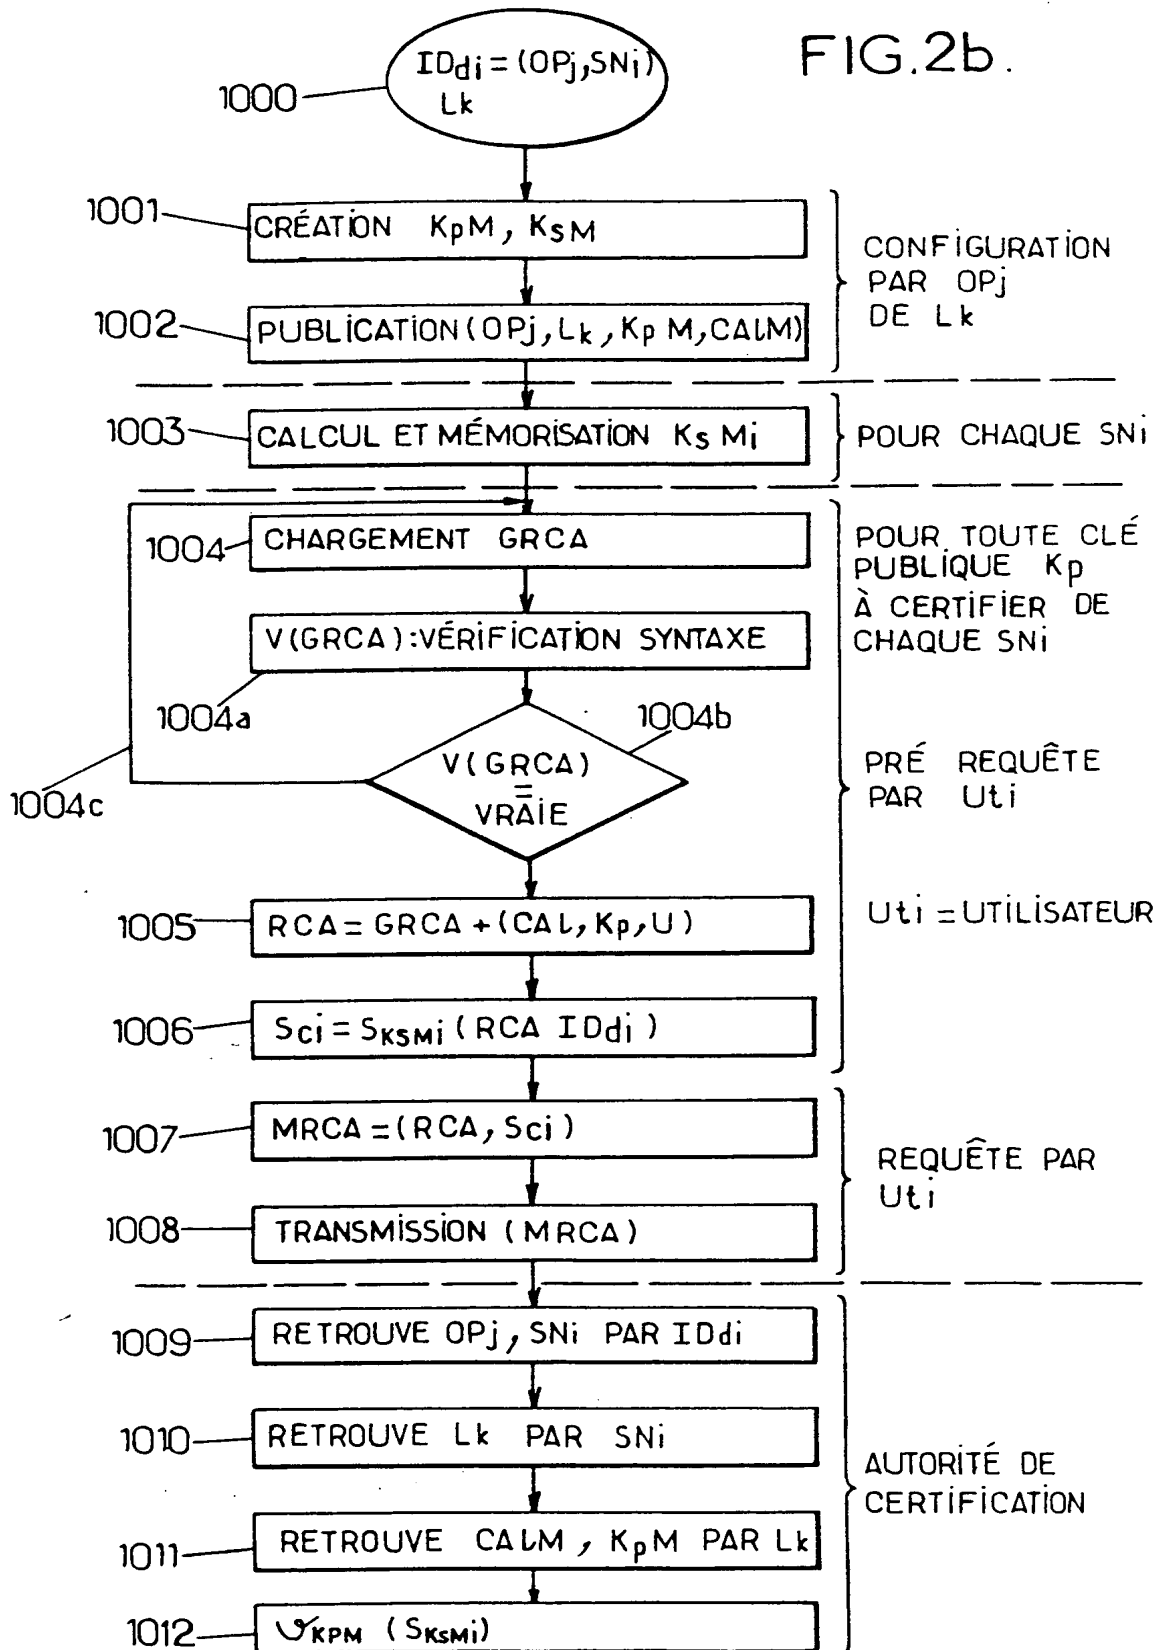 FIG.2b.
IDdi = (OPj, SNi)
Lk
1000
1001
CRÉATION KpM, KsM
1002
PUBLICATION (OPj, Lk, KpM, CALM)
CONFIGURATION
PAR OPj
DE Lk
1003
CALCUL ET MÉMORISATION KsMi
POUR CHAQUE SNi
1004
CHARGEMENT GRCA
V(GRCA):VÉRIFICATION SYNTAXE
1004a
1004b
V(GRCA)
=
VRAIE
1004c
POUR TOUTE CLÉ
PUBLIQUE Kp
À CERTIFIER DE
CHAQUE SNi
PRÉ REQUÊTE
PAR Uti
Uti = UTILISATEUR
1005
RCA = GRCA + (CAL, Kp, U)
1006
Sci = SKSMi (RCA IDdi)
1007
MRCA = (RCA, Sci)
1008
TRANSMISSION (MRCA)
REQUÊTE PAR
Uti
1009
RETROUVE OPj, SNi PAR IDdi
1010
RETROUVE Lk PAR SNi
1011
RETROUVE CALM, KpM PAR Lk
1012
𝒱KPM (SKSMi)
AUTORITÉ DE
CERTIFICATION